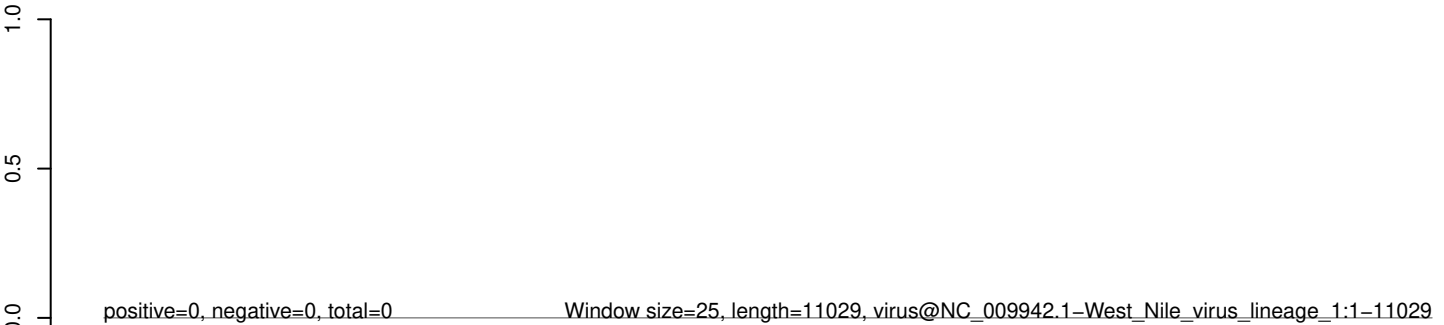 1.0
0.5
0.0
positive=0, negative=0, total=0 Window size=25, length=11029, virus@NC_009942.1−West_Nile_virus_lineage_1:1−11029